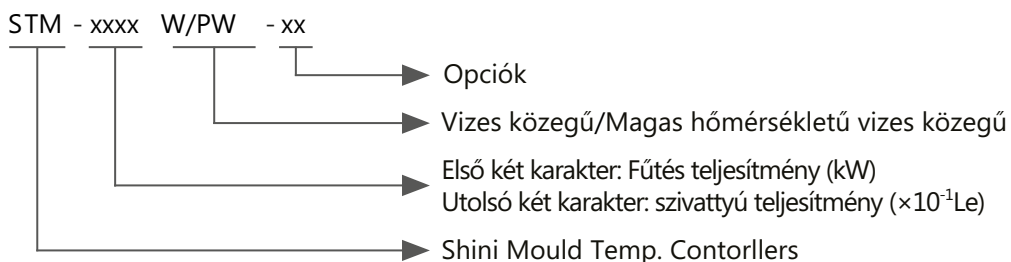 STM - xxxx W/PW - xx
Opciók
Vizes közegű/Magas hőmérsékletű vizes közegű
Első két karakter: Fűtés teljesítmény (kW)
Utolsó két karakter: szivattyú teljesítmény (×10⁻¹Le)
Shini Mould Temp. Contorllers